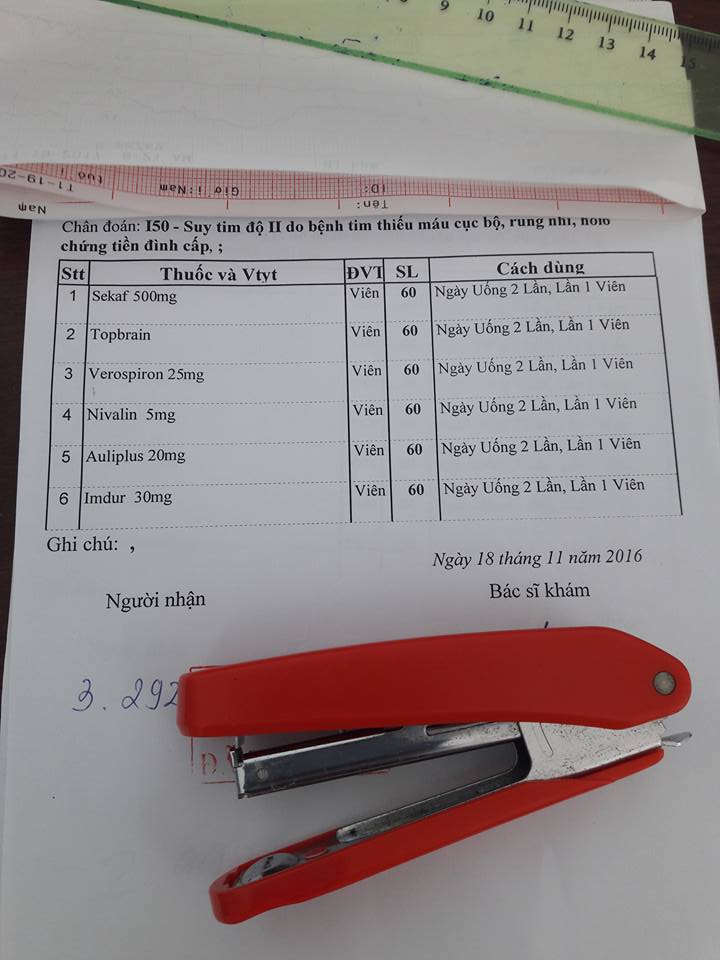 9 10 11 12 13 14 15
T1-19-20
tuổ
Giới: Nam
ID:
Tên:
Nam
Chẩn đoán: I50 - Suy tim độ II do bệnh tim thiếu máu cục bộ, rung nhĩ,
chứng tiền đình cấp, ;
Stt Thuốc và Vtyt ĐVT SL Cách dùng
1 Sekaf 500mg Viên 60 Ngày Uống 2 Lần, Lần 1 Viên
2 Topbrain Viên 60 Ngày Uống 2 Lần, Lần 1 Viên
3 Verospiron 25mg Viên 60 Ngày Uống 2 Lần, Lần 1 Viên
4 Nivalin 5mg Viên 60 Ngày Uống 2 Lần, Lần 1 Viên
5 Auliplus 20mg Viên 60 Ngày Uống 2 Lần, Lần 1 Viên
6 Imdur 30mg Viên 60 Ngày Uống 2 Lần, Lần 1 Viên
Ghi chú: ,
Ngày 18 tháng 11 năm 2016
Người nhận Bác sĩ khám
3. 292
Đ